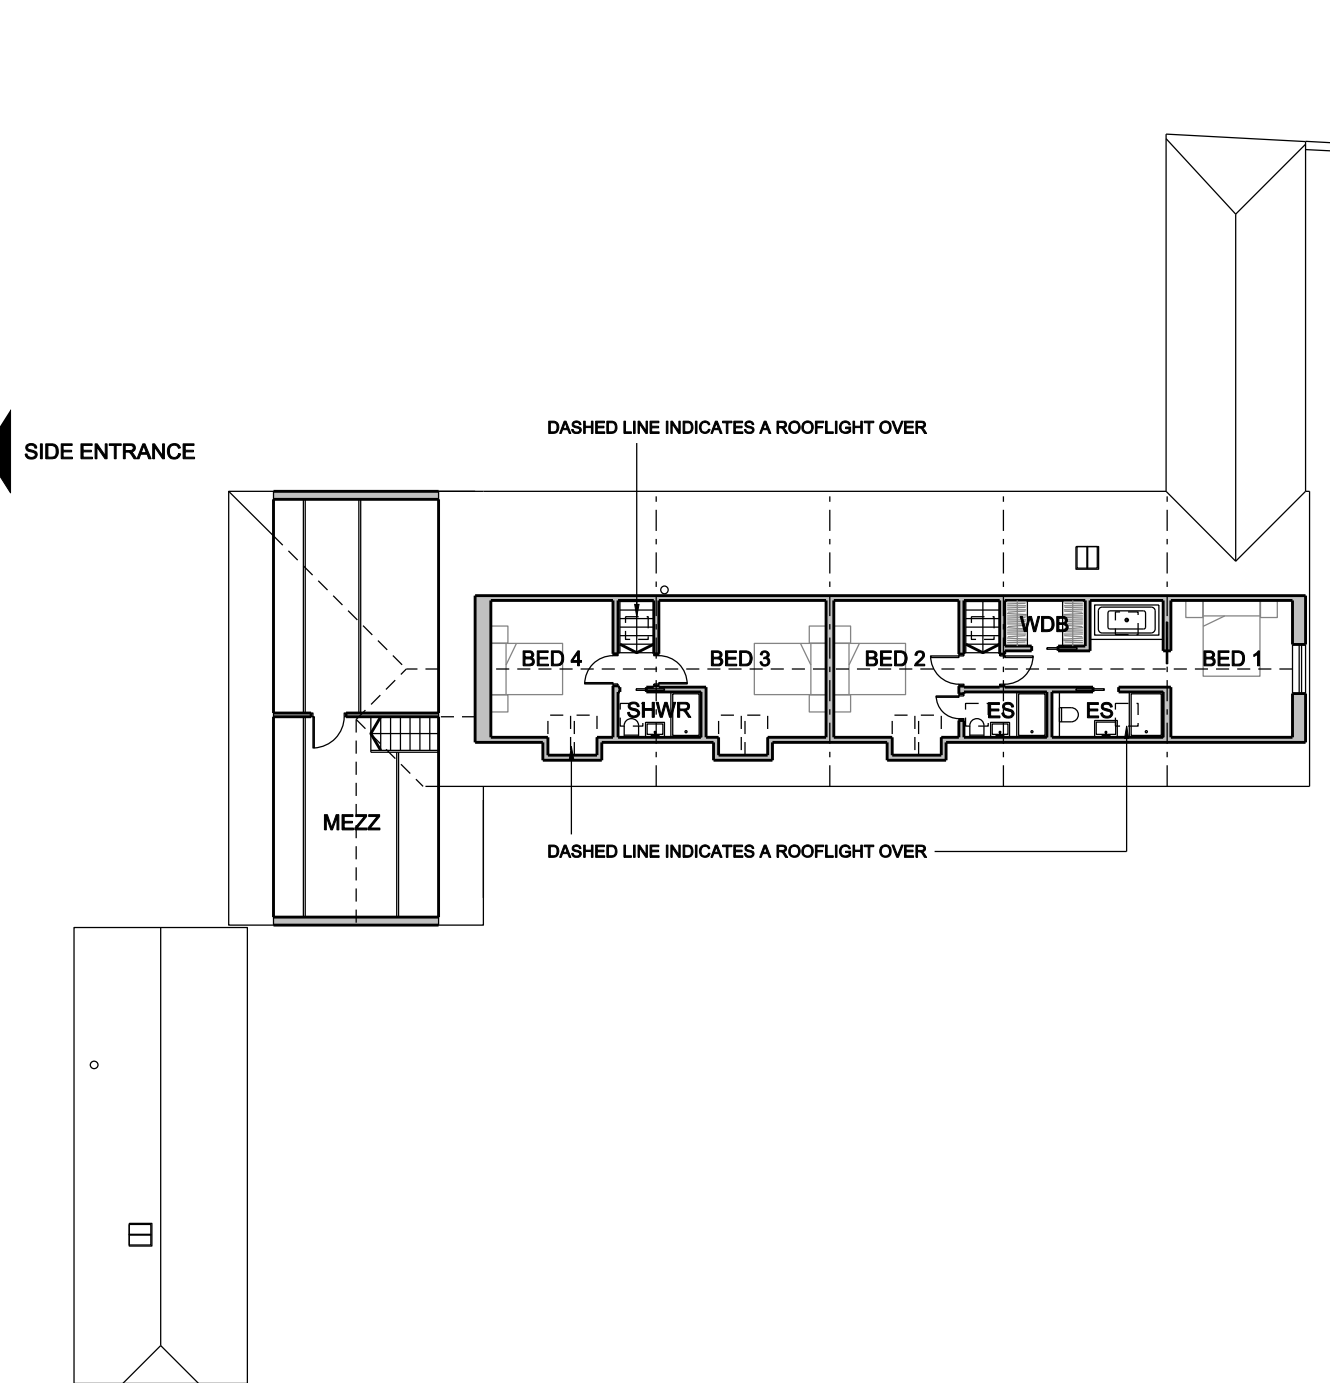 DASHED LINE INDICATES A ROOFLIGHT OVER
SIDE ENTRANCE
WDB
BED 4
BED 3
BED 2
BED 1
SHWR
ES
ES
MEZZ
DASHED LINE INDICATES A ROOFLIGHT OVER